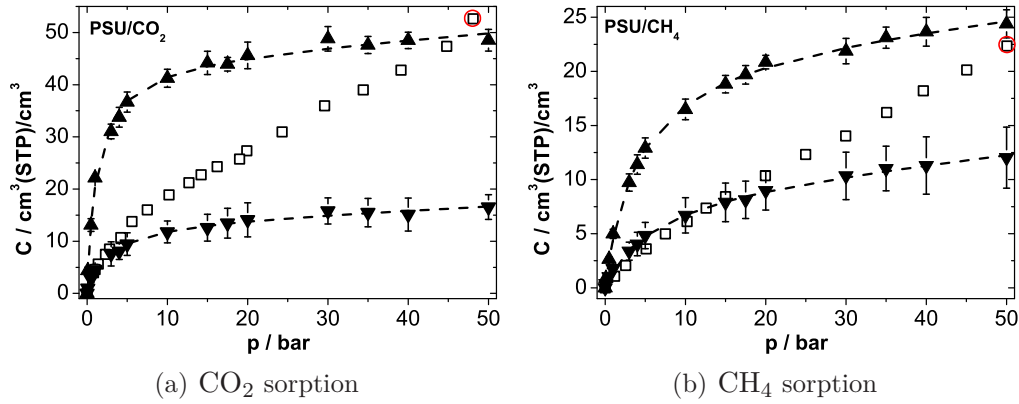 PSU/CO₂
C / cm³(STP)/cm³
50
40
30
20
10
0
0 10 20 30 40 50
p / bar
(a) CO₂ sorption
PSU/CH₄
C / cm³(STP)/cm³
25
20
15
10
5
0
0 10 20 30 40 50
p / bar
(b) CH₄ sorption